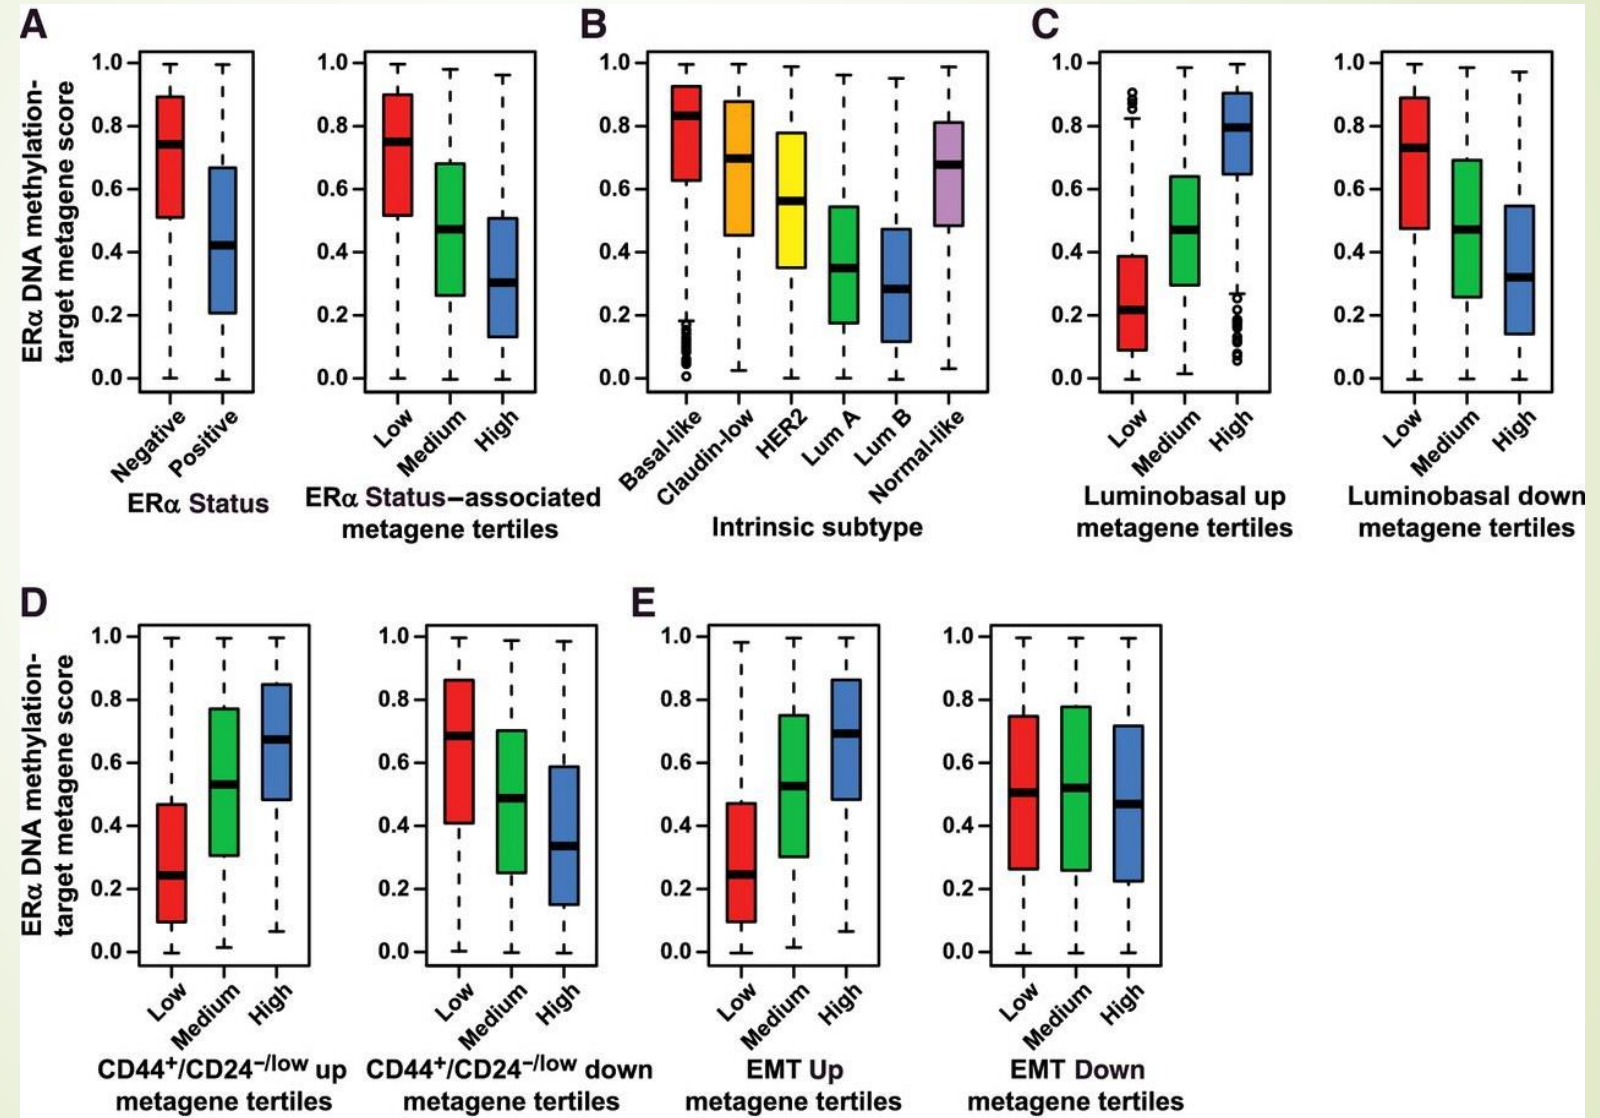 A
ERα DNA methylation-
target metagene score
1.0
0.8
0.6
0.4
0.2
0.0
Negative
Positive
ERα Status
1.0
0.8
0.6
0.4
0.2
0.0
Low
Medium
High
ERα Status–associated
metagene tertiles
B
1.0
0.8
0.6
0.4
0.2
0.0
Basal-like
Claudin-low
HER2
Lum A
Lum B
Normal-like
Intrinsic subtype
C
1.0
0.8
0.6
0.4
0.2
0.0
Low
Medium
High
Luminobasal up
metagene tertiles
1.0
0.8
0.6
0.4
0.2
0.0
Low
Medium
High
Luminobasal down
metagene tertiles
D
ERα DNA methylation-
target metagene score
1.0
0.8
0.6
0.4
0.2
0.0
Low
Medium
High
CD44⁺/CD24⁻/ˡᵒʷ up
metagene tertiles
1.0
0.8
0.6
0.4
0.2
0.0
Low
Medium
High
CD44⁺/CD24⁻/ˡᵒʷ down
metagene tertiles
E
1.0
0.8
0.6
0.4
0.2
0.0
Low
Medium
High
EMT Up
metagene tertiles
1.0
0.8
0.6
0.4
0.2
0.0
Low
Medium
High
EMT Down
metagene tertiles